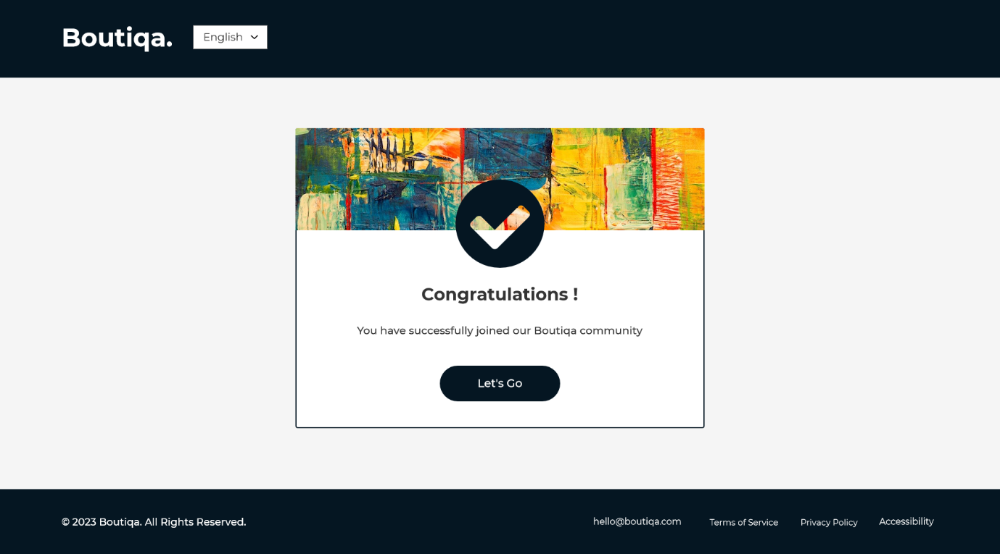 Boutiqa.
English
Congratulations !
You have successfully joined our Boutiqa community
Let's Go
© 2023 Boutiqa. All Rights Reserved.
hello@boutiqa.com
Terms of Service
Privacy Policy
Accessibility